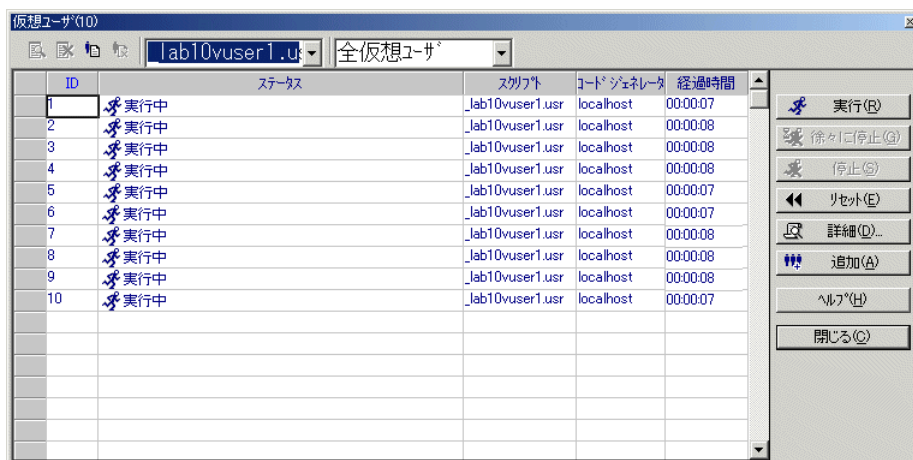 仮想ﾕｰｻﾞ(10)
_lab10vuser1.u 全仮想ﾕｰｻﾞ
ID ステータス ｽｸﾘﾌﾟﾄ ｺｰﾄﾞｼﾞｪﾈﾚｰﾀ 経過時間
1 実行中 _lab10vuser1.usr localhost 00:00:07
2 実行中 _lab10vuser1.usr localhost 00:00:08
3 実行中 _lab10vuser1.usr localhost 00:00:08
4 実行中 _lab10vuser1.usr localhost 00:00:08
5 実行中 _lab10vuser1.usr localhost 00:00:07
6 実行中 _lab10vuser1.usr localhost 00:00:07
7 実行中 _lab10vuser1.usr localhost 00:00:08
8 実行中 _lab10vuser1.usr localhost 00:00:08
9 実行中 _lab10vuser1.usr localhost 00:00:08
10 実行中 _lab10vuser1.usr localhost 00:00:07
実行(R)
徐々に停止(G)
停止(S)
ﾘｾｯﾄ(E)
詳細(D)...
追加(A)
ﾍﾙﾌﾟ(H)
閉じる(C)